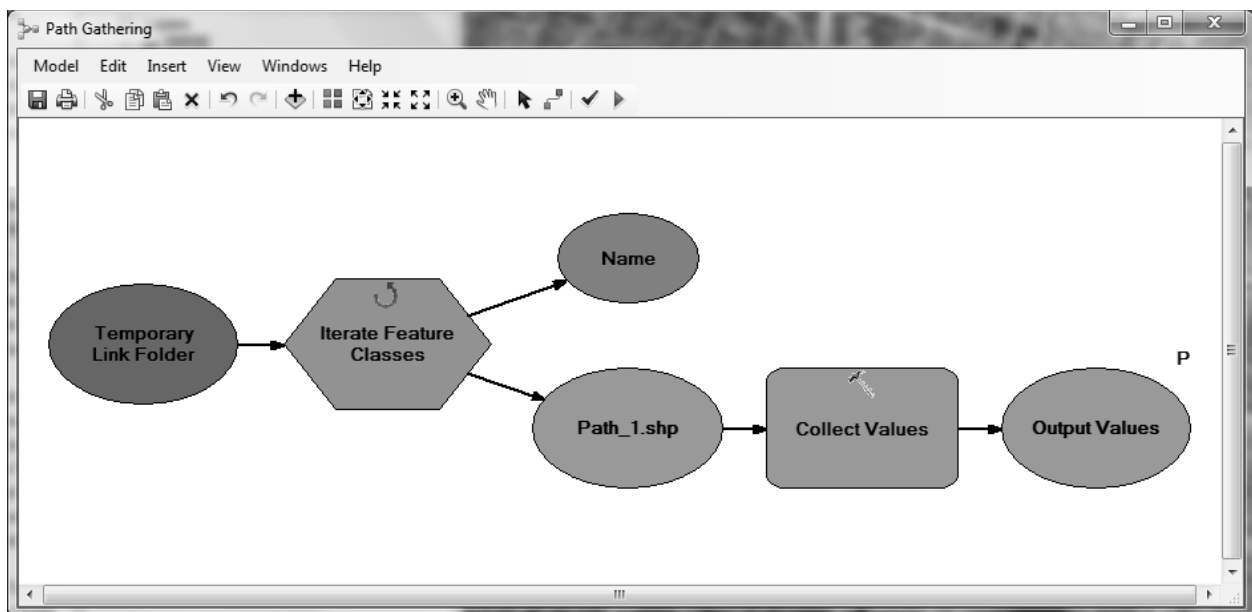 Path Gathering
Model Edit Insert View Windows Help
Name
Temporary
Link Folder
Iterate Feature
Classes
P
Path_1.shp
Collect Values
Output Values